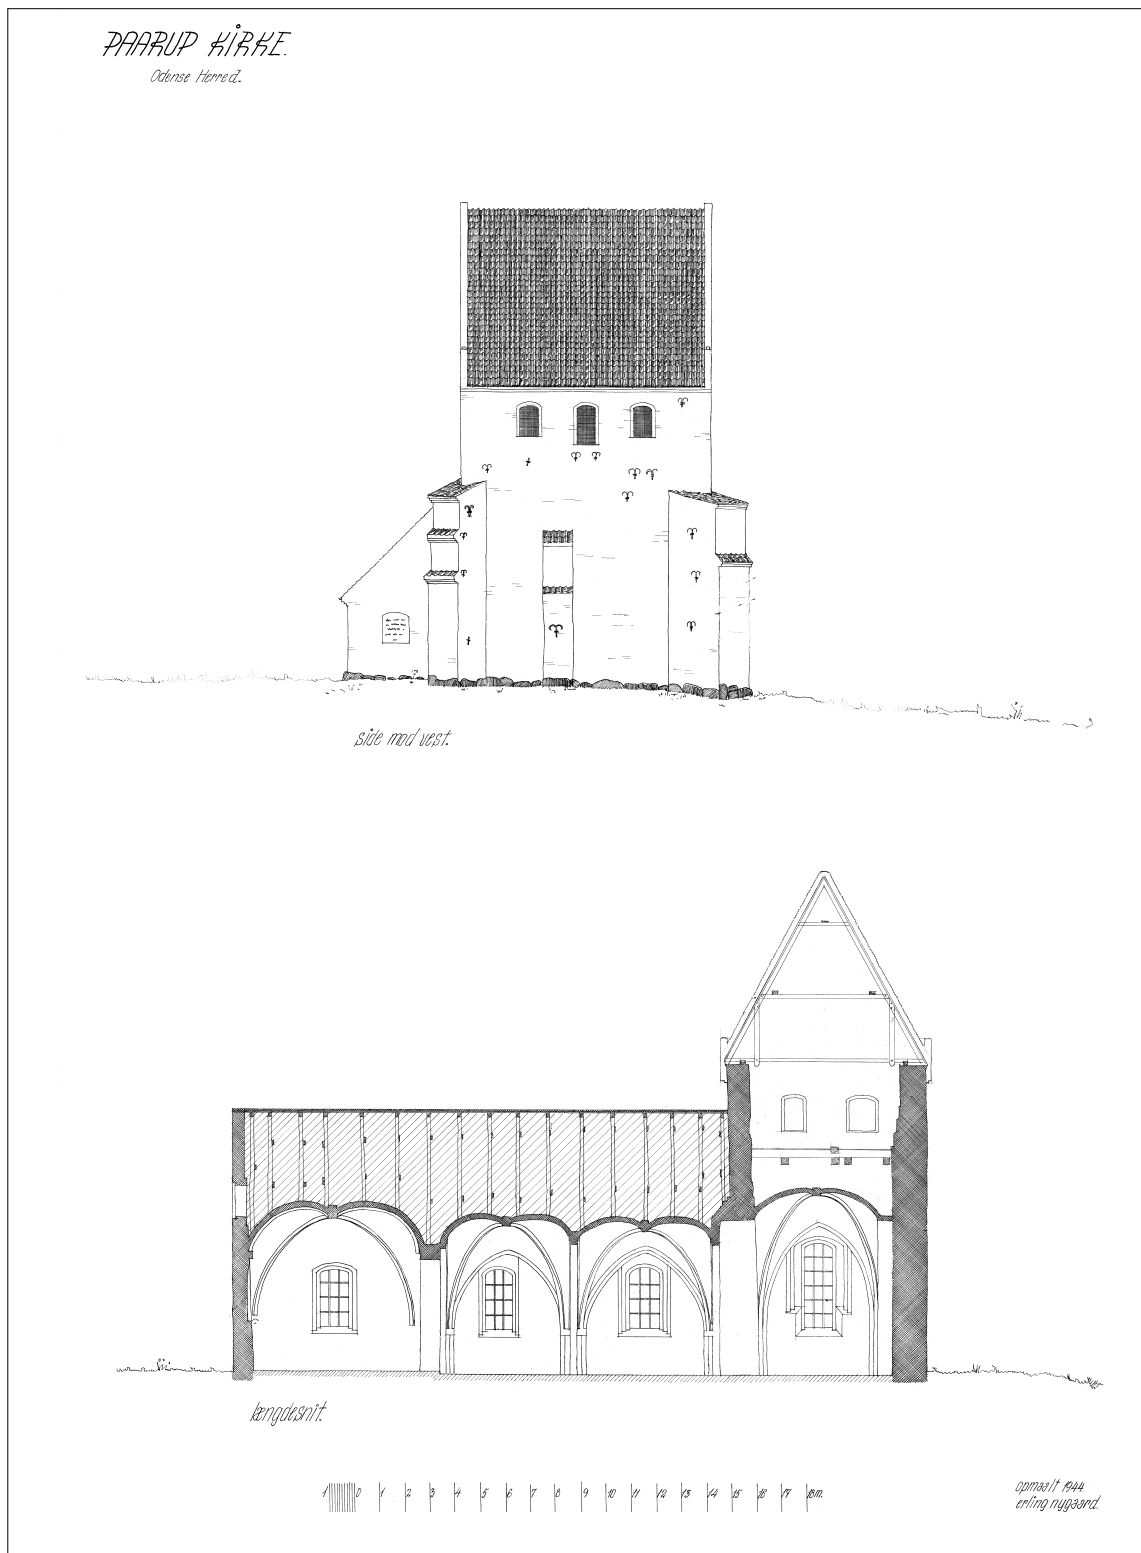 PAARUP KIRKE.
Odense Herred.
side mod vest.
længdesnit.
1 0 1 2 3 4 5 6 7 8 9 10 11 12 13 14 15 16 17 18m.
opmaalt 1944
erling nygaard.